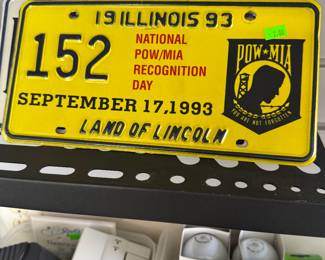 19 ILLINOIS 93
152
NATIONAL
POW/MIA
RECOGNITION
DAY
SEPTEMBER 17, 1993
LAND OF LINCOLN
POW★MIA
YOU ARE NOT FORGOTTEN